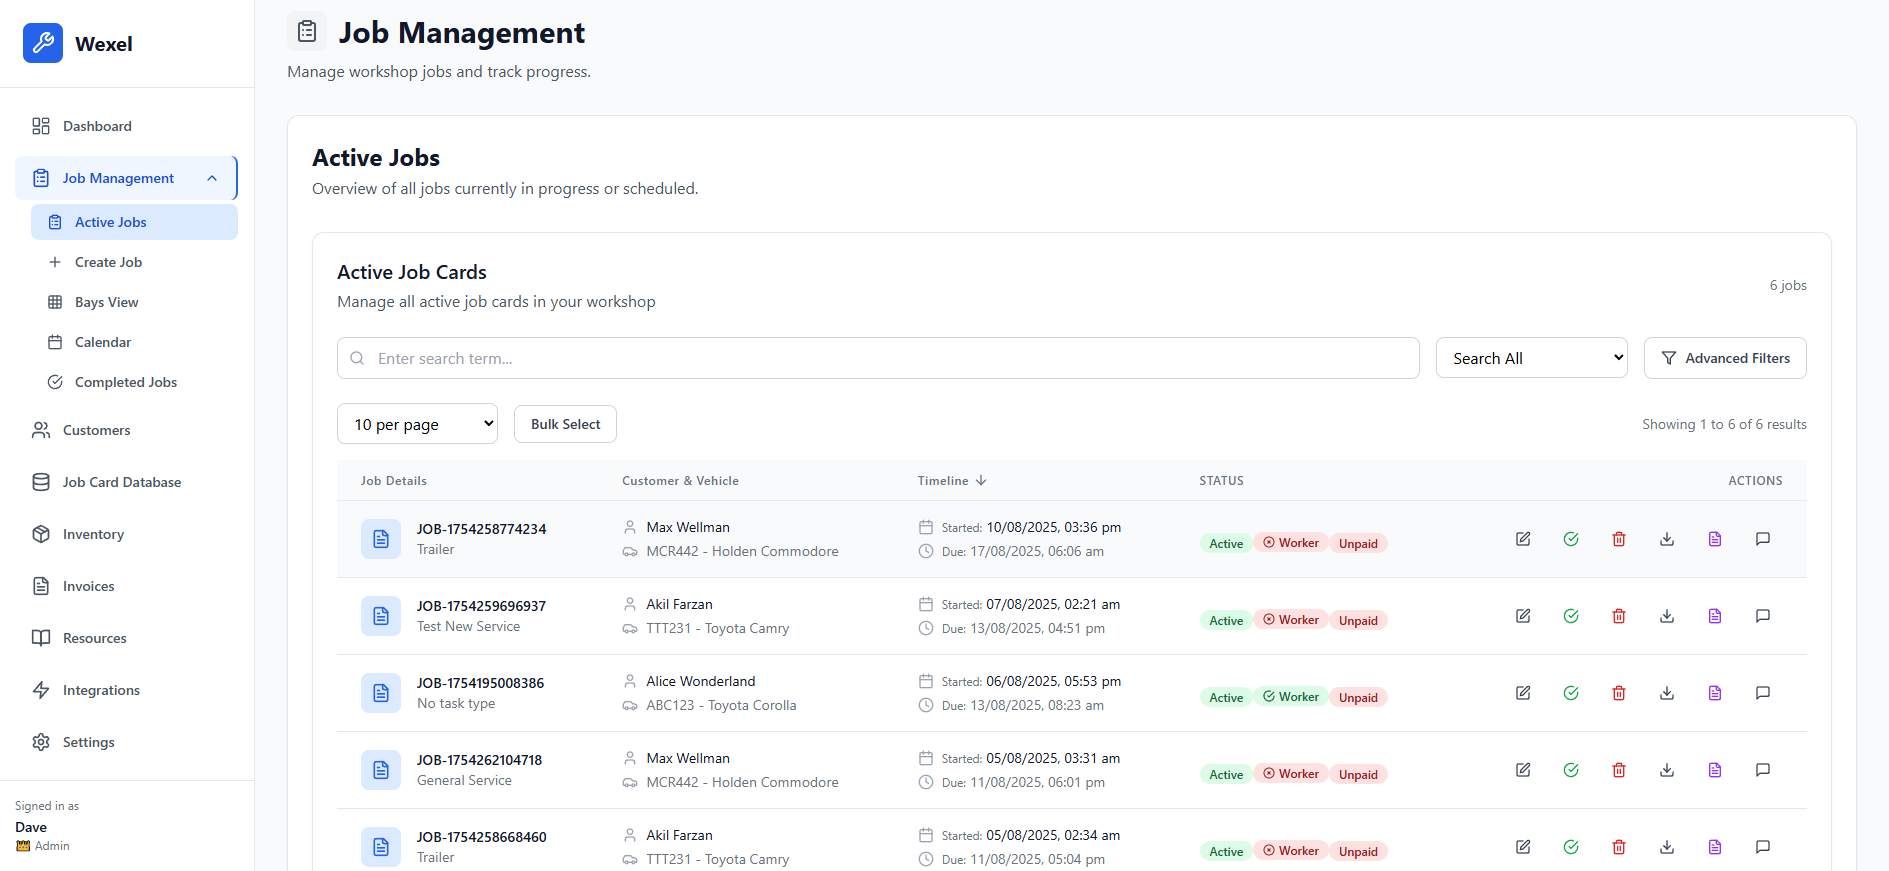 Wexel
Dashboard
Job Management
Active Jobs
Create Job
Bays View
Calendar
Completed Jobs
Customers
Job Card Database
Inventory
Invoices
Resources
Integrations
Settings
Signed in as
Dave
Admin
Job Management
Manage workshop jobs and track progress.
Active Jobs
Overview of all jobs currently in progress or scheduled.
Active Job Cards
Manage all active job cards in your workshop
6 jobs
Enter search term...
Search All
Advanced Filters
10 per page
Bulk Select
Showing 1 to 6 of 6 results
Job Details Customer & Vehicle Timeline STATUS ACTIONS
JOB-1754258774234
Trailer
Max Wellman
MCR442 - Holden Commodore
Started: 10/08/2025, 03:36 pm
Due: 17/08/2025, 06:06 am
Active Worker Unpaid
JOB-1754259696937
Test New Service
Akil Farzan
TTT231 - Toyota Camry
Started: 07/08/2025, 02:21 am
Due: 13/08/2025, 04:51 pm
Active Worker Unpaid
JOB-1754195008386
No task type
Alice Wonderland
ABC123 - Toyota Corolla
Started: 06/08/2025, 05:53 pm
Due: 13/08/2025, 08:23 am
Active Worker Unpaid
JOB-1754262104718
General Service
Max Wellman
MCR442 - Holden Commodore
Started: 05/08/2025, 03:31 am
Due: 11/08/2025, 06:01 pm
Active Worker Unpaid
JOB-1754258668460
Trailer
Akil Farzan
TTT231 - Toyota Camry
Started: 05/08/2025, 02:34 am
Due: 11/08/2025, 05:04 pm
Active Worker Unpaid